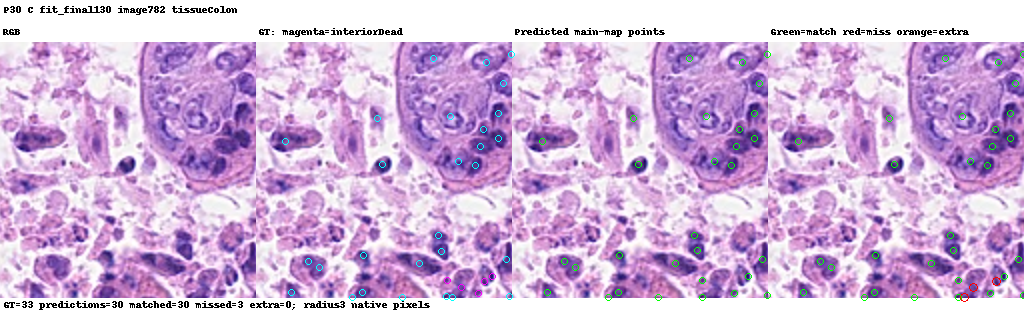 P30 C fit_final130 image782 tissueColon
RGB
GT: magenta=interiorDead
Predicted main-map points
Green=match red=miss orange=extra
GT=33 predictions=30 matched=30 missed=3 extra=0; radius3 native pixels